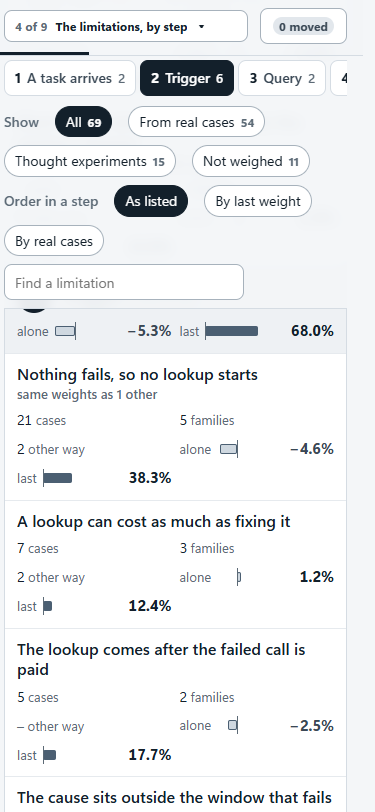 4 of 9 The limitations, by step
0 moved
1 A task arrives 2
2 Trigger 6
3 Query 2
4
Show
All 69
From real cases 54
Thought experiments 15
Not weighed 11
Order in a step
As listed
By last weight
By real cases
Find a limitation
alone −5.3% last 68.0%
Nothing fails, so no lookup starts
same weights as 1 other
21 cases 5 families
2 other way alone −4.6%
last 38.3%
A lookup can cost as much as fixing it
7 cases 3 families
2 other way alone 1.2%
last 12.4%
The lookup comes after the failed call is
paid
5 cases 2 families
– other way alone −2.5%
last 17.7%
The cause sits outside the window that fails